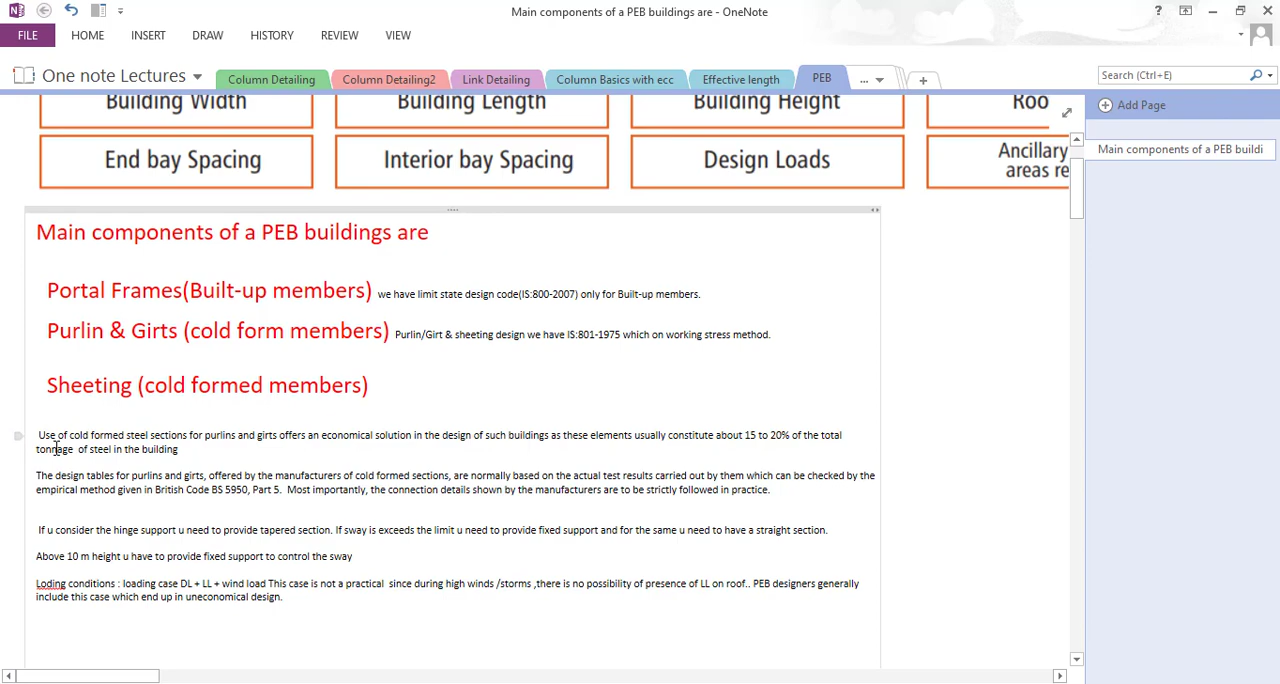 Main components of a PEB buildings are - OneNote
?
FILE HOME INSERT DRAW HISTORY REVIEW VIEW
One note Lectures Column Detailing Column Detailing2 Link Detailing Column Basics with ecc Effective length PEB ... + Search (Ctrl+E)
Building Width Building Length Building Height Roo
Add Page
End bay Spacing Interior bay Spacing Design Loads Ancillary
areas re
Main components of a PEB buildi
Main components of a PEB buildings are
Portal Frames(Built-up members) we have limit state design code(IS:800-2007) only for Built-up members.
Purlin & Girts (cold form members) Purlin/Girt & sheeting design we have IS:801-1975 which on working stress method.
Sheeting (cold formed members)
Use of cold formed steel sections for purlins and girts offers an economical solution in the design of such buildings as these elements usually constitute about 15 to 20% of the total
tonnage of steel in the building
The design tables for purlins and girts, offered by the manufacturers of cold formed sections, are normally based on the actual test results carried out by them which can be checked by the
empirical method given in British Code BS 5950, Part 5. Most importantly, the connection details shown by the manufacturers are to be strictly followed in practice.
If u consider the hinge support u need to provide tapered section. If sway is exceeds the limit u need to provide fixed support and for the same u need to have a straight section.
Above 10 m height u have to provide fixed support to control the sway
Loding conditions : loading case DL + LL + wind load This case is not a practical since during high winds /storms ,there is no possibility of presence of LL on roof.. PEB designers generally
include this case which end up in uneconomical design.